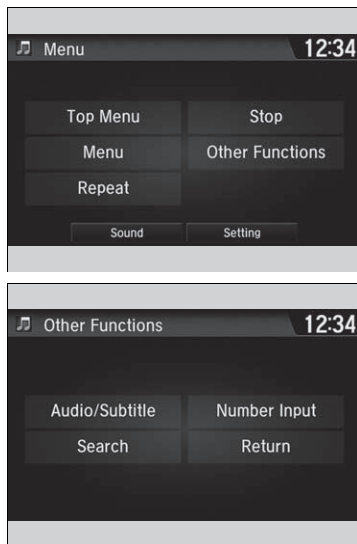 Menu 12:34
Top Menu Stop
Menu Other Functions
Repeat
Sound Setting
Other Functions 12:34
Audio/Subtitle Number Input
Search Return